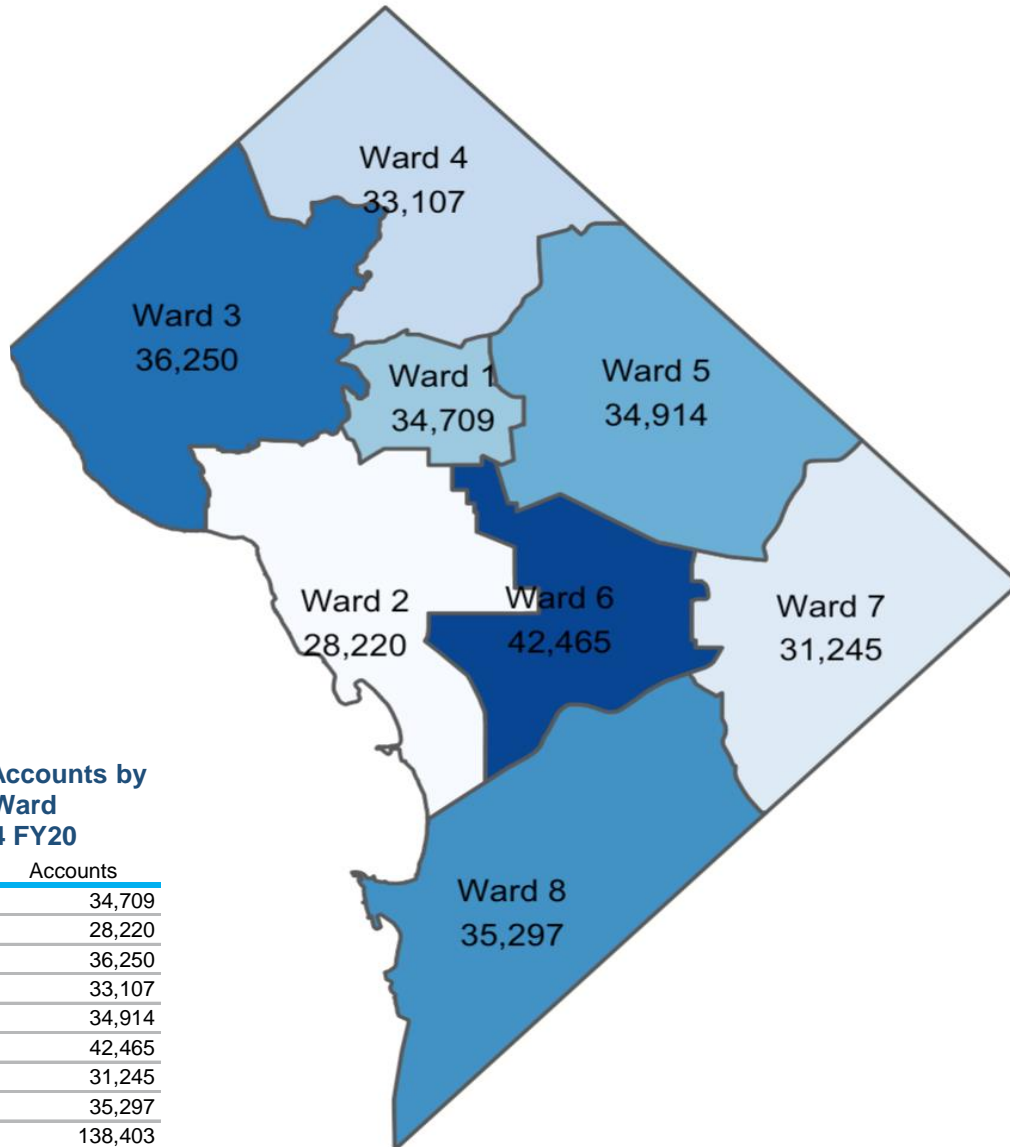 Ward 4
33,107
Ward 3
36,250
Ward 1
34,709
Ward 5
34,914
Ward 2
28,220
Ward 6
42,465
Ward 7
31,245
Ward 8
35,297
Accounts by
Ward
FY20
Accounts
34,709
28,220
36,250
33,107
34,914
42,465
31,245
35,297
138,403